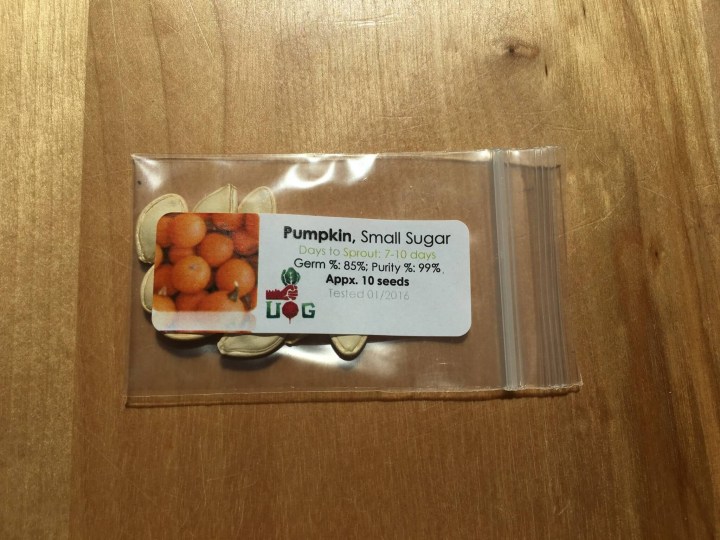 Pumpkin, Small Sugar
Days to Sprout: 7-10 days
Germ %: 85%; Purity %: 99%
Appx. 10 seeds
Tested 01/2016
UOG